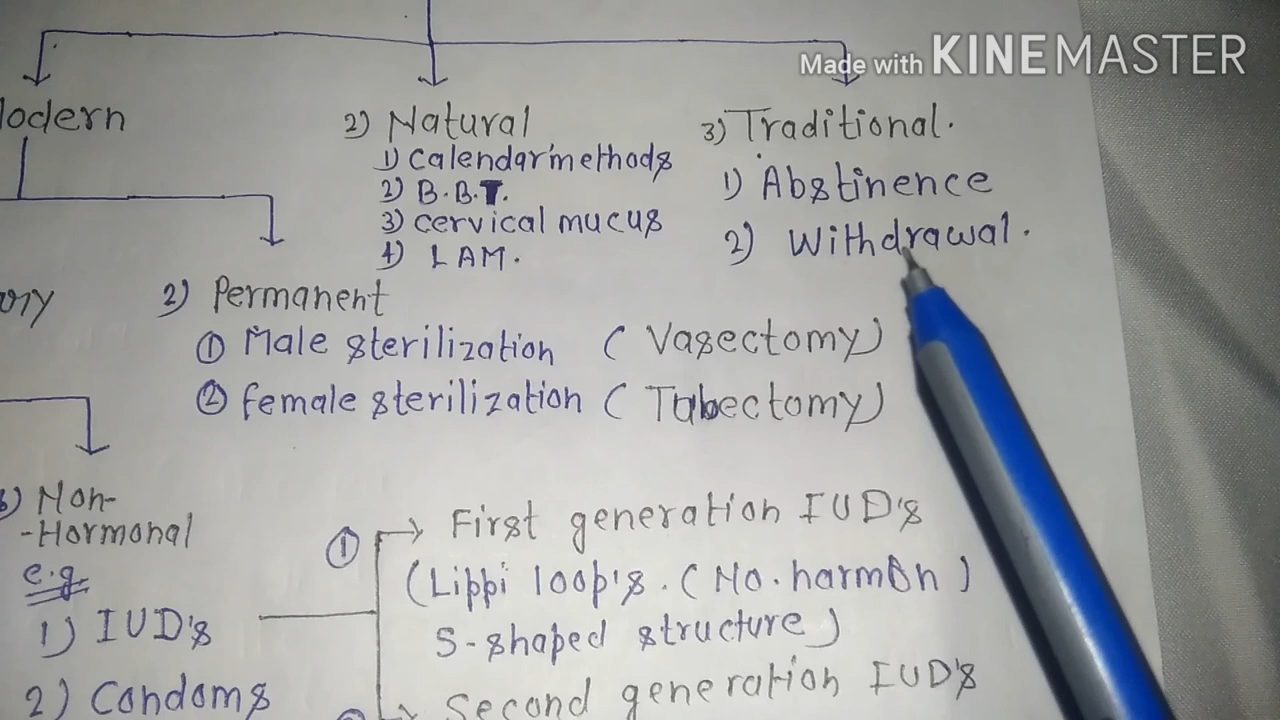 Made with KINEMASTER
lodern
2) Natural
1) calendar methods
2) B.B.T.
3) cervical mucus
4) LAM.
3) Traditional.
1) Abstinence
2) Withdrawal.
2) Permanent
① Male sterilization (Vasectomy)
② female sterilization (Tubectomy)
b) Non-
-Hormonal
e.g.
1) IUD's
2) Condoms
① → First generation IUD's
(Lippi loop's. (No. harmon)
S-shaped structure)
→ Second generation IUD's